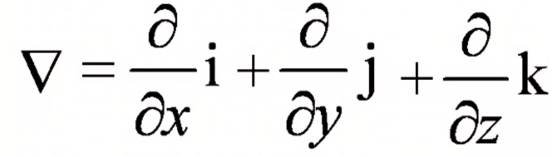 ∇ = ∂/∂x i + ∂/∂y j + ∂/∂z k